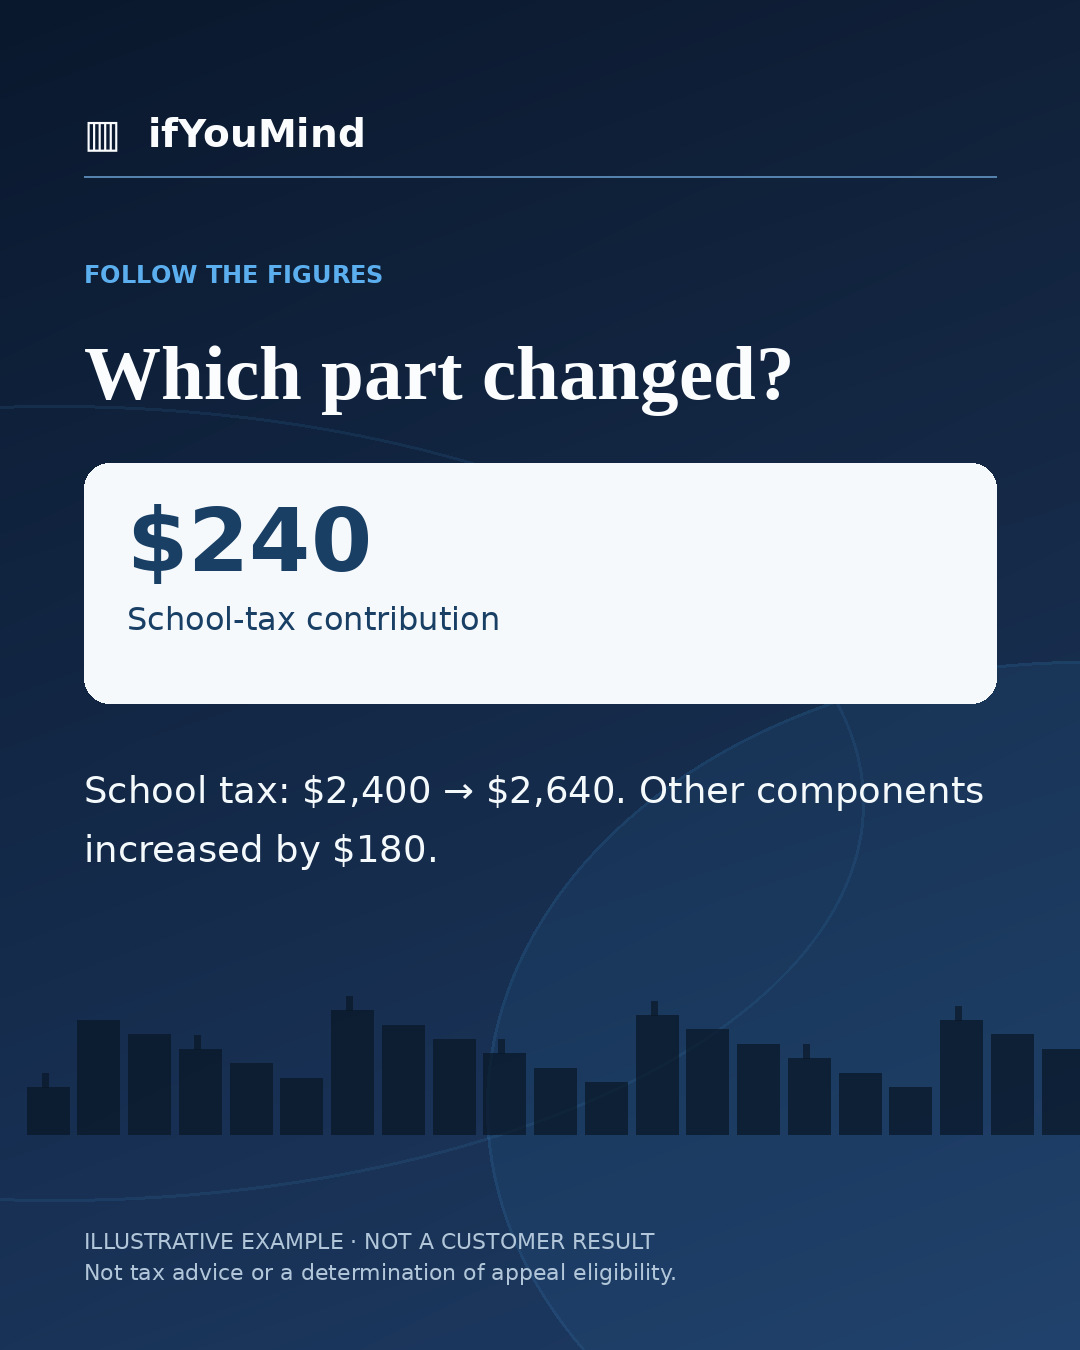 ifYouMind
FOLLOW THE FIGURES
Which part changed?
$240
School-tax contribution
School tax: $2,400 → $2,640. Other components
increased by $180.
ILLUSTRATIVE EXAMPLE · NOT A CUSTOMER RESULT
Not tax advice or a determination of appeal eligibility.